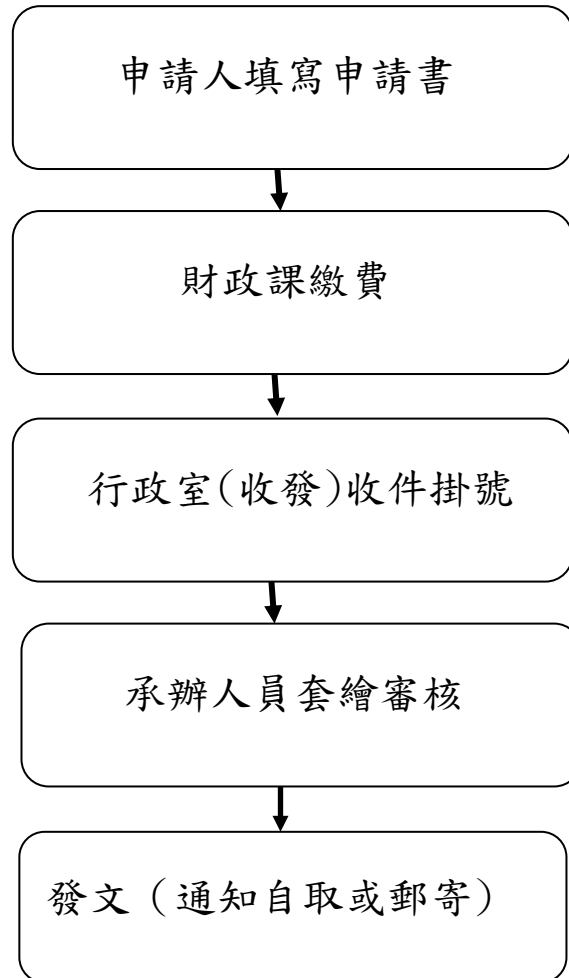 申請人填寫申請書
財政課繳費
行政室(收發)收件掛號
承辦人員套繪審核
發文（通知自取或郵寄）